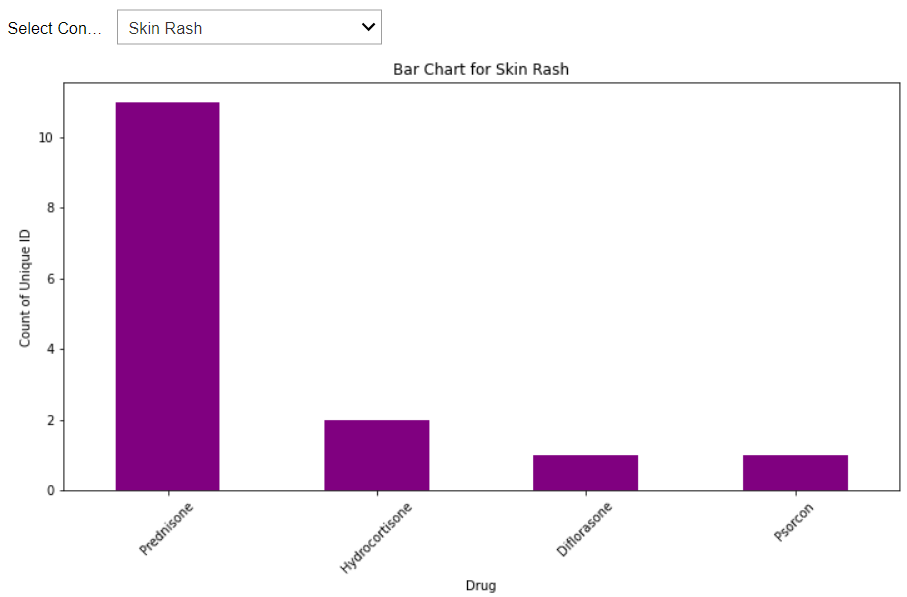 Select Con...
Skin Rash
Bar Chart for Skin Rash
Count of Unique ID
10
8
6
4
2
0
Prednisone
Hydrocortisone
Diflorasone
Psorcon
Drug